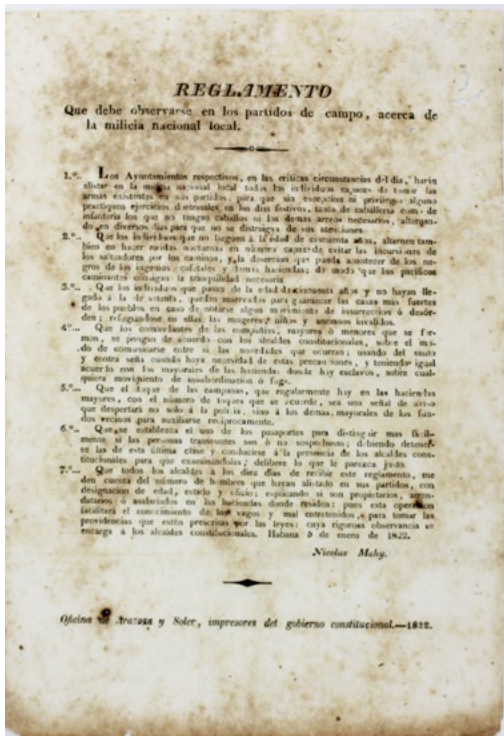 REGLAMENTO
Que debe observarse en los partidos de campo, acerca de
la milicia nacional local.
1.º.. Los Ayuntamientos respectivos, en las críticas circunstancias del día, harán
alistar en la milicia nacional local todos los individuos capaces de tomar las
armas existentes en sus partidos, para que sin escepcion ni privilegio alguno
practiquen ejercicios doctrinales, en los dias festivos, tanto de caballeria como de
infanteria los que no tengan caballos ni los demas arreos necesarios, alternan-
do en diversos dias para que no se distraigan de sus atenciones.
2.º... Que los individuos que no lleguen á la edad de cincuenta años, alternen tam-
bien en hacer rondas nocturnas en número capaz de evitar las incursiones de
los salteadores por los caminos, y la desercion que pueda acontecer de los ne-
gros de los ingenios, cafetales y demas haciendas; de modo que los pacíficos
caminantes consigan la tranquilidad necesaria
3.º... Que los individuos que pasen de la edad de cincuenta años y no hayan lle-
gado á la de setenta, queden reservados para guarnecer las casas mas fuertes
de los pueblos en caso de notarse algun movimiento de insurreccion ó desór-
den; refugiandose en ellas las mugeres, niños y ancianos invalidos.
4.º... Que los comandantes de las compañias, mayores ó menores que se for-
men, se pongan de acuerdo con los alcaldes constitucionales, sobre el mo-
do de comunicarse entre sí las novedades que ocurran; usando del santo
y contra seña cuando haya necesidad de estas precauciones, y teniendo igual
acuerdo con los mayorales de las haciendas donde hay esclavos, sobre cual-
quiera movimiento de insubordinacion ó fuga.
5.º... Que el toque de las campanas, que regularmente hay en las haciendas
mayores, con el número de toques que se acuerde, sea una señal de aviso
que despertará no solo á la política, sino á los demas, mayorales de los fun-
dos vecinos para auxiliarse recíprocamente.
6.º... Que se establezca el uso de los pasaportes para distinguir mas fácil-
mente si las personas transeuntes son ó no sospechosas; debiendo detener-
se las de esta última clase y conducirse á la presencia de los alcaldes cons-
titucionales para que examinándolas, delibere lo que le parezca justo.
7.º... Que todos los alcaldes á los diez dias de recibir este reglamento, me
den cuenta del número de hombres que hayan alistado en sus partidos, con
designacion de edad, estado y oficio; esplicando si son propietarios, arren-
datarios ó asalariados en las haciendas donde residen: pues esta operacion
facilitará el conocimiento de los vagos y mal entretenidos, para tomar las
providencias que están prescritas por las leyes: cuya rigorosa observancia se
encarga á los alcaldes constitucionales. Habana 5 de enero de 1822.
Nicolas Mahy.
Oficina de Arazoza y Soler, impresores del gobierno constitucional.—1822.